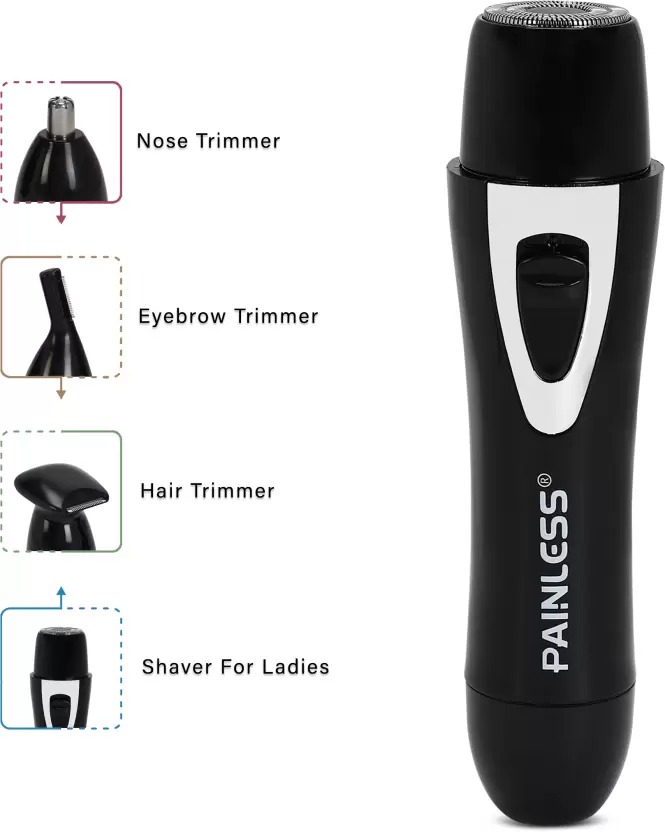 Nose Trimmer
Eyebrow Trimmer
Hair Trimmer
Shaver For Ladies
PAINLESS®